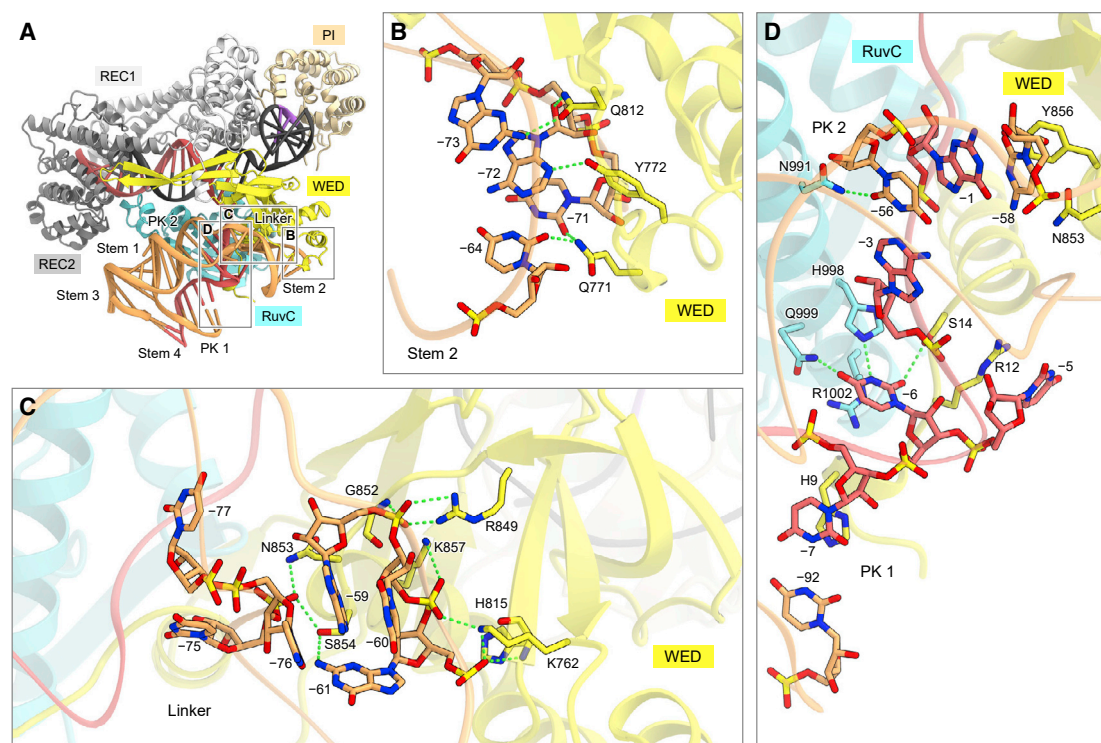 A
REC1
PI
WED
PK 2
C
Linker
D
B
Stem 1
REC2
Stem 2
Stem 3
RuvC
Stem 4
PK 1
B
Q812
−73
Y772
−72
−71
−64
Q771
WED
Stem 2
C
−77
G852
R849
N853
K857
−59
H815
S854
−60
−75
K762
−76
WED
−61
Linker
D
RuvC
WED
PK 2
Y856
N991
−56
−1
−58
N853
−3
H998
Q999
S14
R12
−5
R1002
−6
H9
−7
PK 1
−92